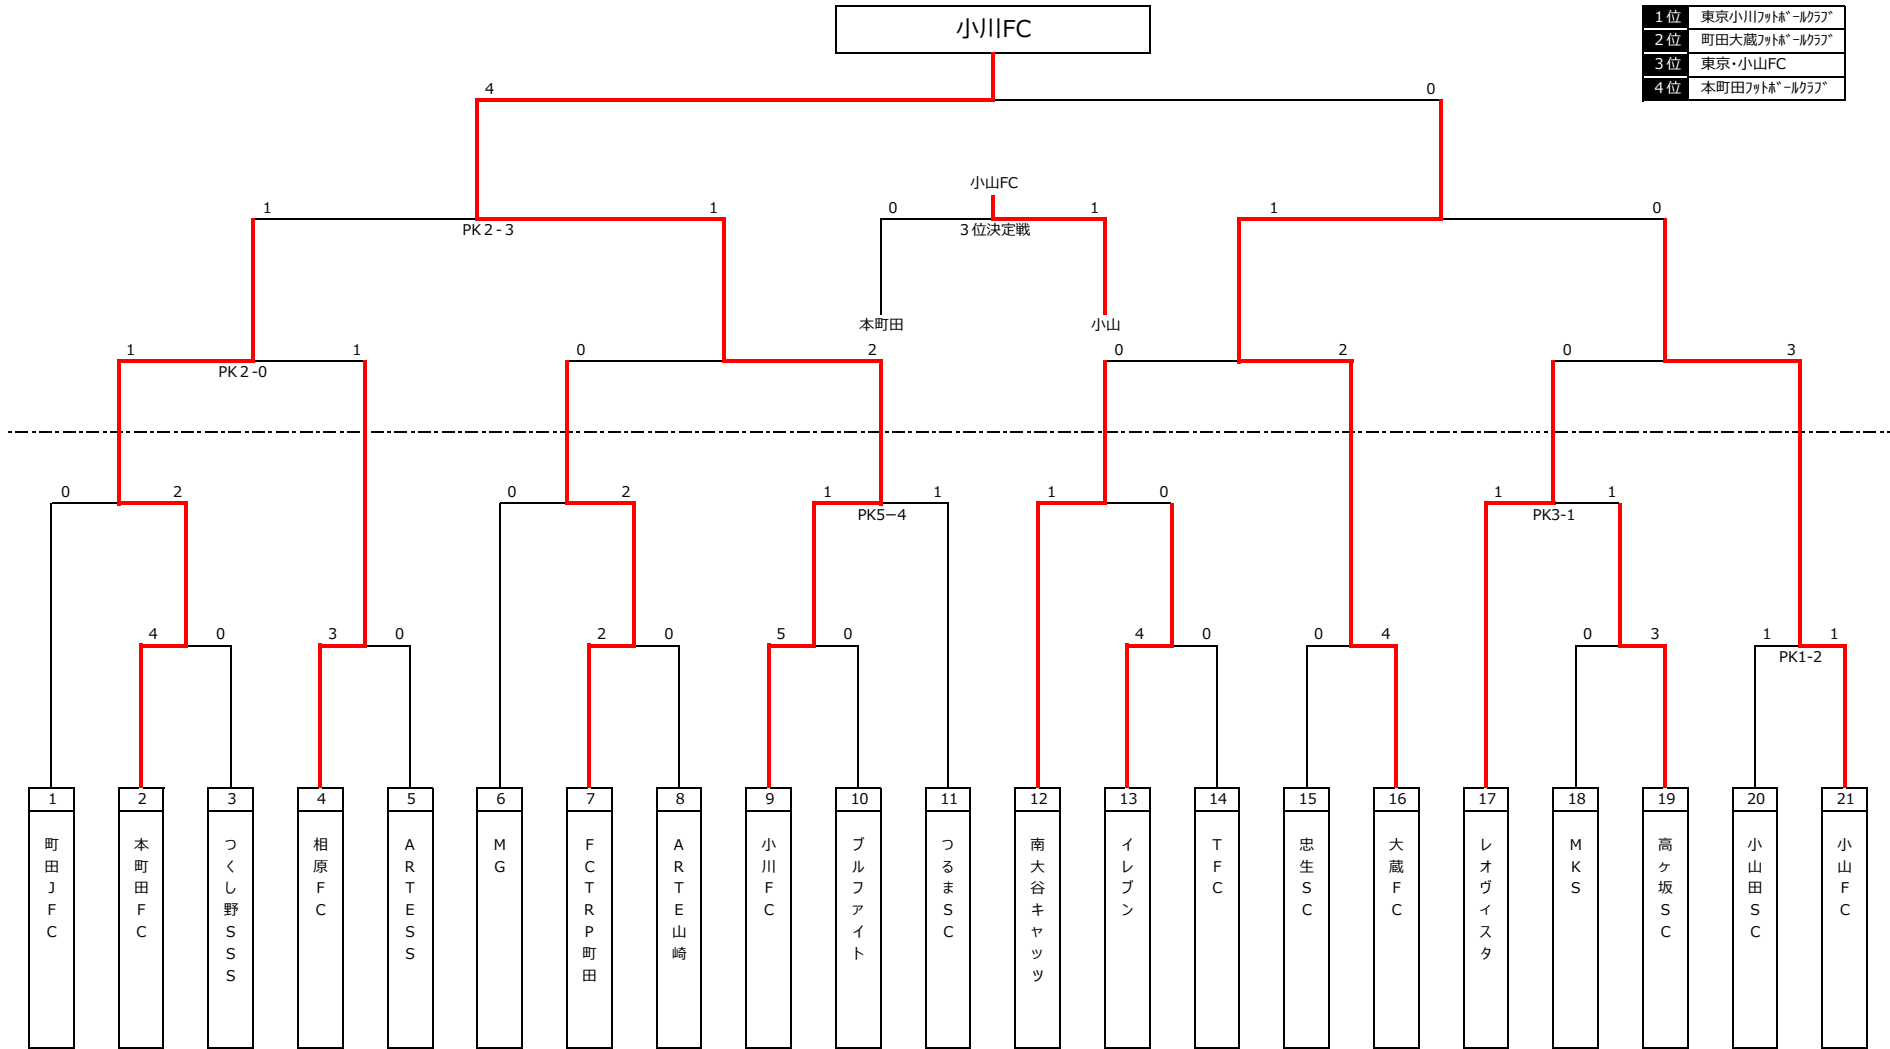 小川FC
1位 東京小川ﾌｯﾄﾎﾞｰﾙｸﾗﾌﾞ
2位 町田大蔵ﾌｯﾄﾎﾞｰﾙｸﾗﾌﾞ
3位 東京・小山FC
4位 本町田ﾌｯﾄﾎﾞｰﾙｸﾗﾌﾞ
4 0
小山FC
1 1 0 1 1 0
PK2-3 3位決定戦
本町田 小山
1 1 0 2 0 2 0 3
PK2-0
0 2 0 2 1 1 1 0 1 1
PK5−4 PK3-1
4 0 3 0 2 0 5 0 4 0 0 4 0 3 1 1
PK1-2
1 2 3 4 5 6 7 8 9 10 11 12 13 14 15 16 17 18 19 20 21
町田JFC
本町田FC
つくし野SSS
相原FC
ARTESS
MG
FCTRP町田
ARTE山崎
小川FC
ブルファイト
つるまSC
南大谷キャッツ
イレブン
TFC
忠生SC
大蔵FC
レオヴィスタ
MKS
高ヶ坂SC
小山田SC
小山FC